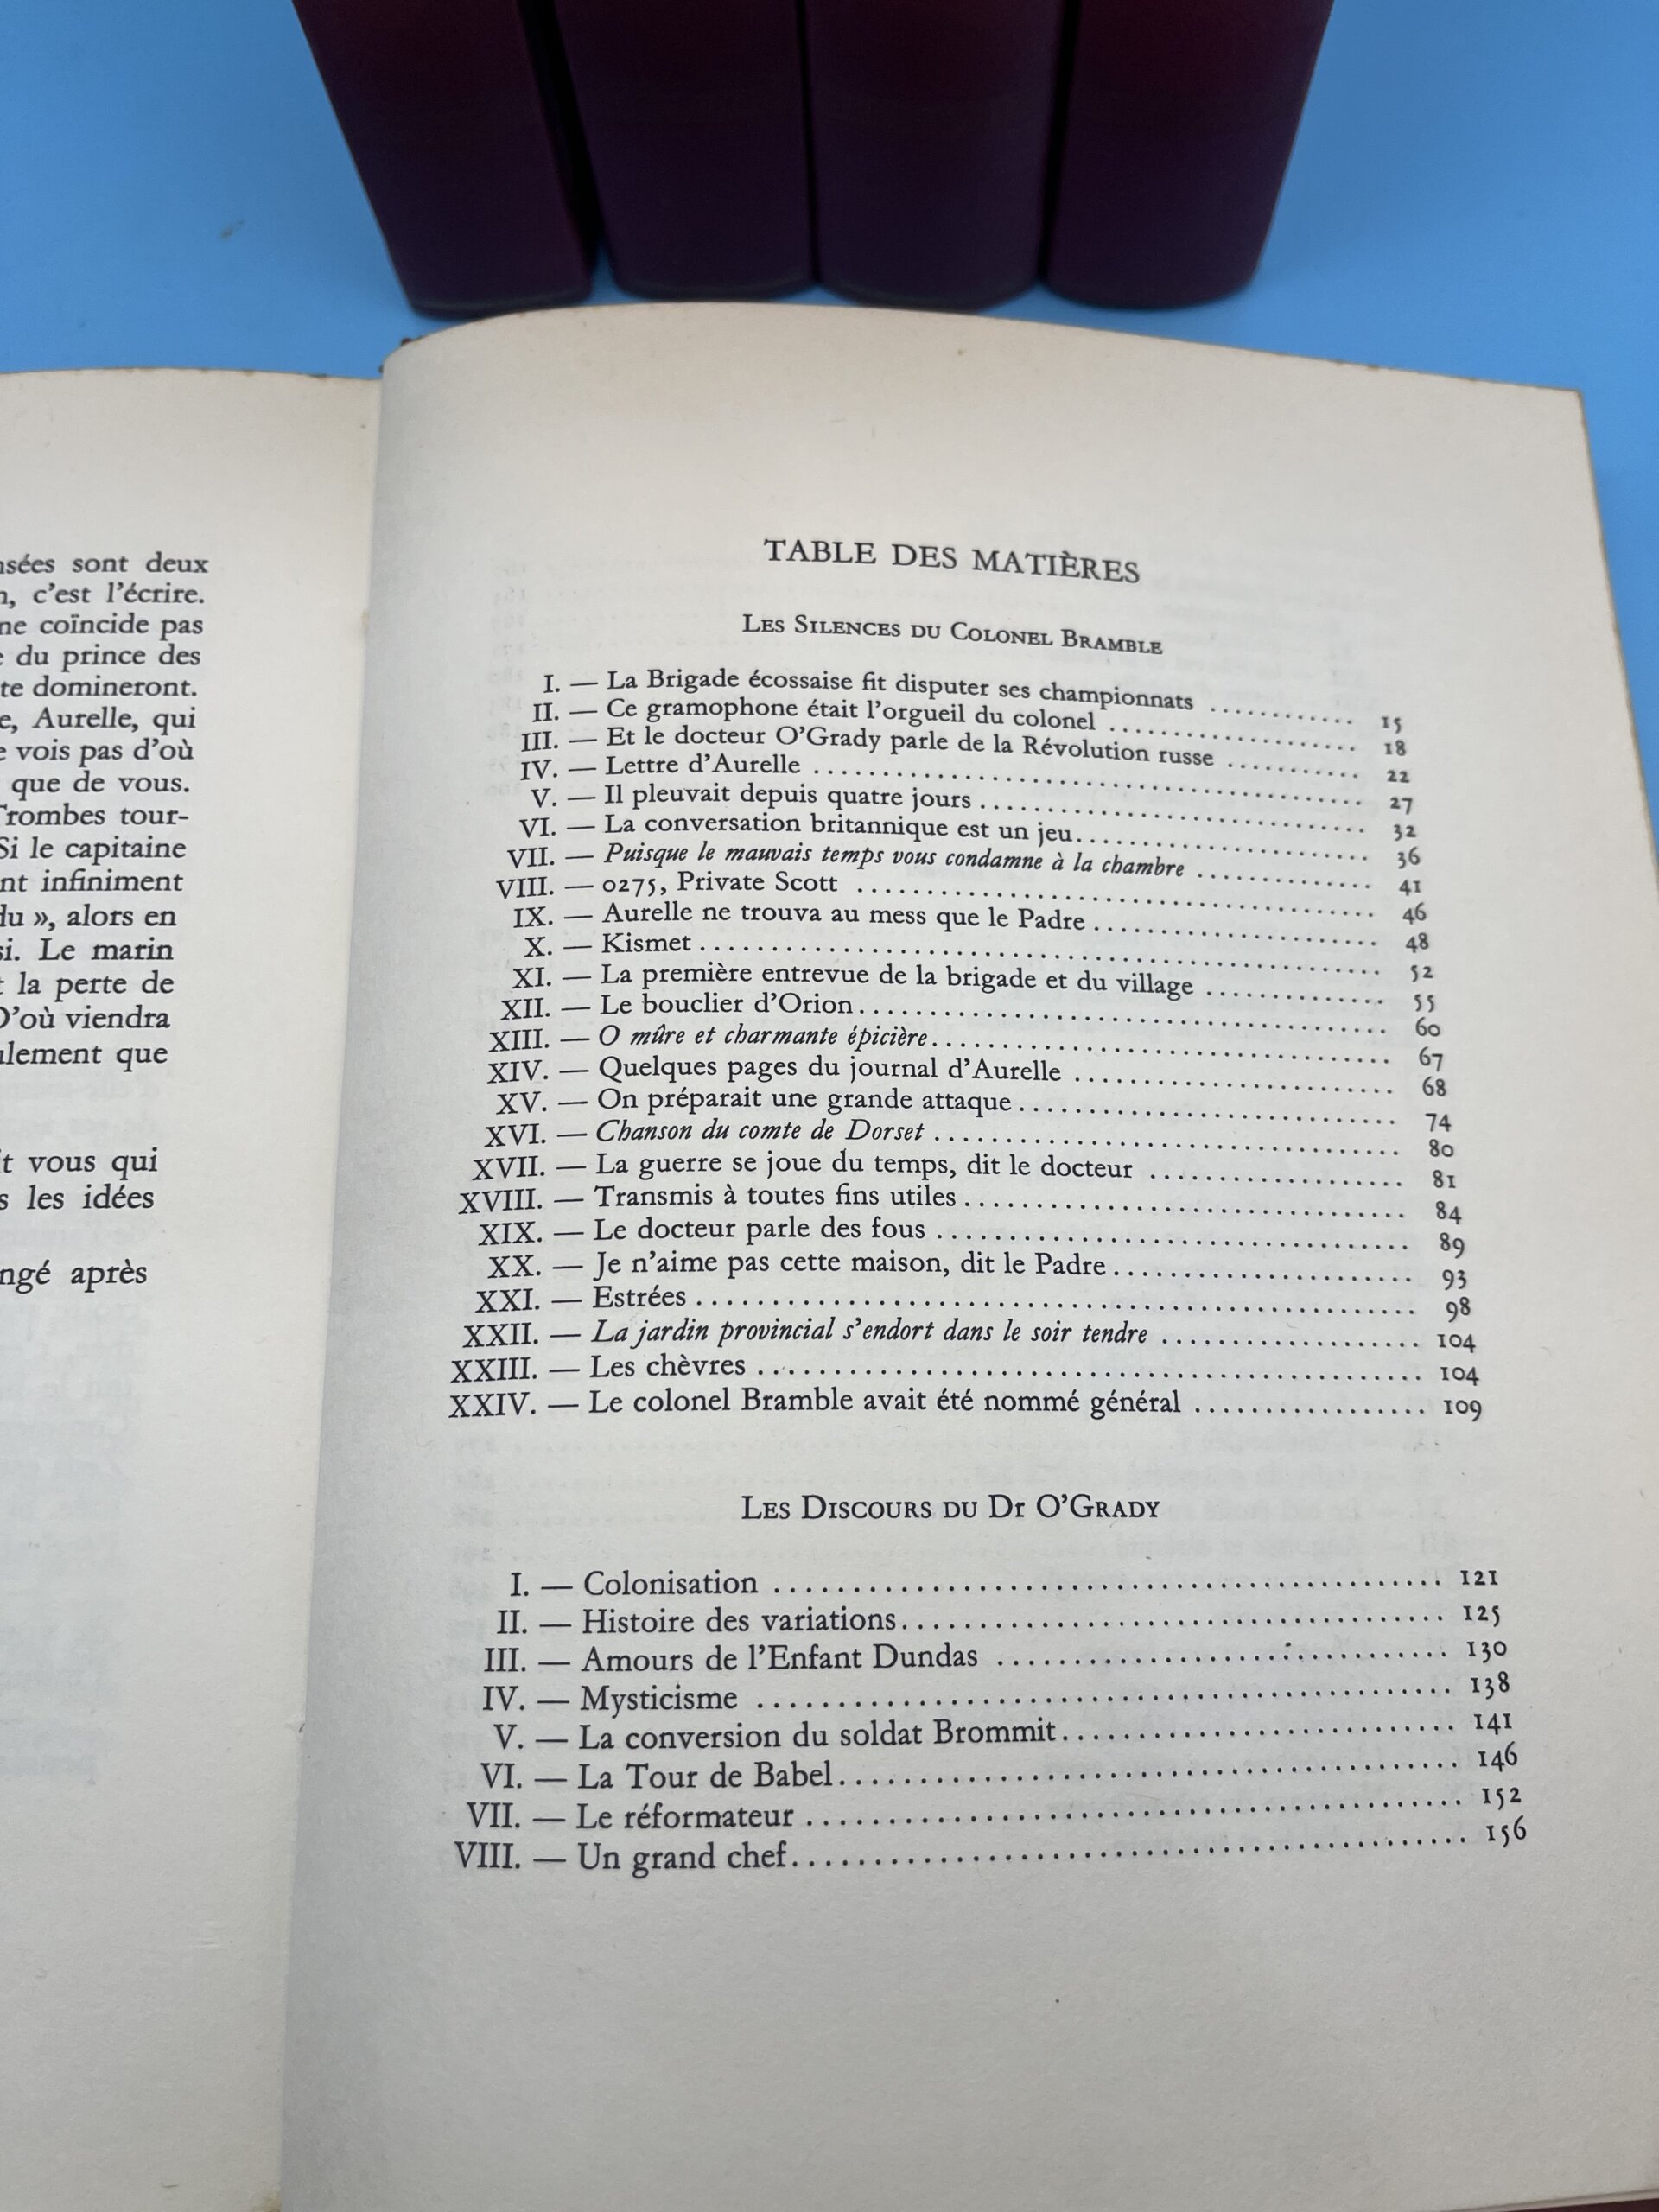 sées sont deux
, c'est l'écrire.
ne coïncide pas
du prince des
te domineront.
e, Aurelle, qui
vois pas d'où
que de vous.
Trombes tour-
Si le capitaine
nt infiniment
du », alors en
si. Le marin
la perte de
D'où viendra
ulement que
t vous qui
s les idées
ngé après
TABLE DES MATIÈRES
LES SILENCES DU COLONEL BRAMBLE
I. — La Brigade écossaise fit disputer ses championnats ............ 15
II. — Ce gramophone était l'orgueil du colonel .................... 18
III. — Et le docteur O'Grady parle de la Révolution russe ........... 22
IV. — Lettre d'Aurelle ............................................ 27
V. — Il pleuvait depuis quatre jours ............................... 32
VI. — La conversation britannique est un jeu........................ 36
VII. — Puisque le mauvais temps vous condamne à la chambre ............. 41
VIII. — 0275, Private Scott ........................................ 46
IX. — Aurelle ne trouva au mess que le Padre ...................... 48
X. — Kismet ...................................................... 52
XI. — La première entrevue de la brigade et du village ............. 55
XII. — Le bouclier d'Orion......................................... 60
XIII. — O mûre et charmante épicière................................. 67
XIV. — Quelques pages du journal d'Aurelle ......................... 68
XV. — On préparait une grande attaque .............................. 74
XVI. — Chanson du comte de Dorset .................................. 80
XVII. — La guerre se joue du temps, dit le docteur ................... 81
XVIII. — Transmis à toutes fins utiles ................................ 84
XIX. — Le docteur parle des fous ................................... 89
XX. — Je n'aime pas cette maison, dit le Padre ...................... 93
XXI. — Estrées .................................................... 98
XXII. — La jardin provincial s'endort dans le soir tendre .................. 104
XXIII. — Les chèvres ................................................ 104
XXIV. — Le colonel Bramble avait été nommé général ................. 109
LES DISCOURS DU Dr O'GRADY
I. — Colonisation ................................................ 121
II. — Histoire des variations....................................... 125
III. — Amours de l'Enfant Dundas .................................. 130
IV. — Mysticisme ................................................. 138
V. — La conversion du soldat Brommit.............................. 141
VI. — La Tour de Babel............................................ 146
VII. — Le réformateur ............................................. 152
VIII. — Un grand chef.............................................. 156